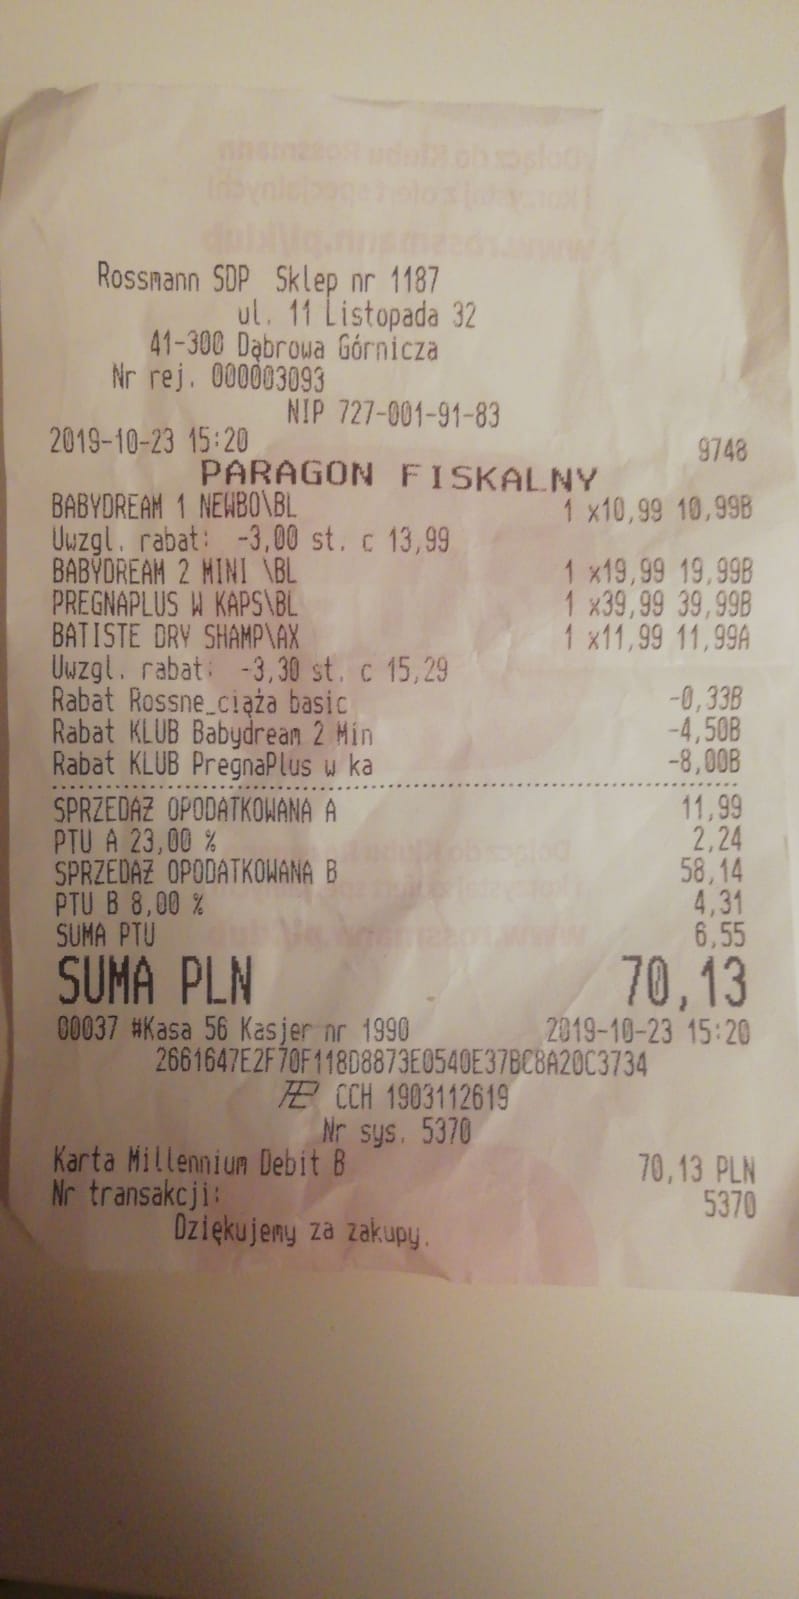 Rossmann SDP Sklep nr 1187
ul. 11 Listopada 32
41-300 Dąbrowa Górnicza
Nr rej. 000003093
NIP 727-001-91-83
2019-10-23 15:20 9748
PARAGON FISKALNY
BABYDREAM 1 NEWBO\BL 1 x10,99 10,99B
Uwzgl. rabat: -3,00 st. c 13,99
BABYDREAM 2 MINI \BL 1 x19,99 19,99B
PREGNAPLUS W KAPS\BL 1 x39,99 39,99B
BATISTE DRY SHAMP\AX 1 x11,99 11,99A
Uwzgl. rabat: -3,30 st. c 15,29
Rabat Rossne_ciąża basic -0,33B
Rabat KLUB Babydream 2 Min -4,50B
Rabat KLUB PregnaPlus w ka -8,00B
SPRZEDAŻ OPODATKOWANA A 11,99
PTU A 23,00 % 2,24
SPRZEDAŻ OPODATKOWANA B 58,14
PTU B 8,00 % 4,31
SUMA PTU 6,55
SUMA PLN 70,13
00037 #Kasa 56 Kasjer nr 1990 2019-10-23 15:20
2661647E2F70F118D8873E0540E37BC8A20C3734
CCH 1903112619
Nr sys. 5370
Karta Millennium Debit B 70,13 PLN
Nr transakcji: 5370
Dziękujemy za zakupy.